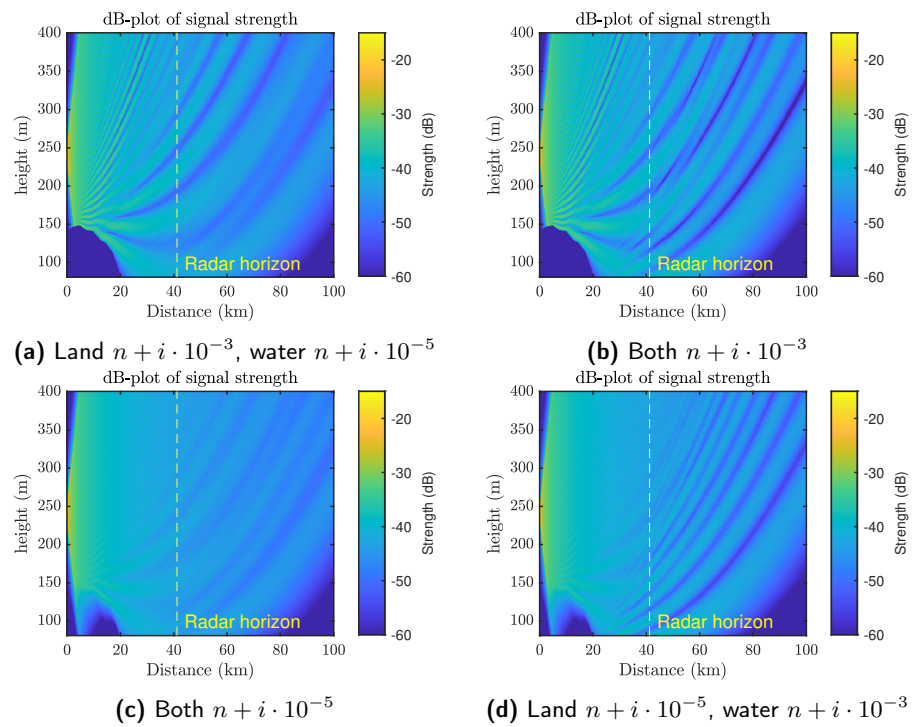 dB-plot of signal strength
400
350
300
250
200
150
100
height (m)
0 20 40 60 80 100
Distance (km)
Radar horizon
-20
-30
-40
-50
-60
Strength (dB)
(a) Land n + i · 10⁻³, water n + i · 10⁻⁵
dB-plot of signal strength
400
350
300
250
200
150
100
height (m)
0 20 40 60 80 100
Distance (km)
Radar horizon
-20
-30
-40
-50
-60
Strength (dB)
(b) Both n + i · 10⁻³
dB-plot of signal strength
400
350
300
250
200
150
100
height (m)
0 20 40 60 80 100
Distance (km)
Radar horizon
-20
-30
-40
-50
-60
Strength (dB)
(c) Both n + i · 10⁻⁵
dB-plot of signal strength
400
350
300
250
200
150
100
height (m)
0 20 40 60 80 100
Distance (km)
Radar horizon
-20
-30
-40
-50
-60
Strength (dB)
(d) Land n + i · 10⁻⁵, water n + i · 10⁻³